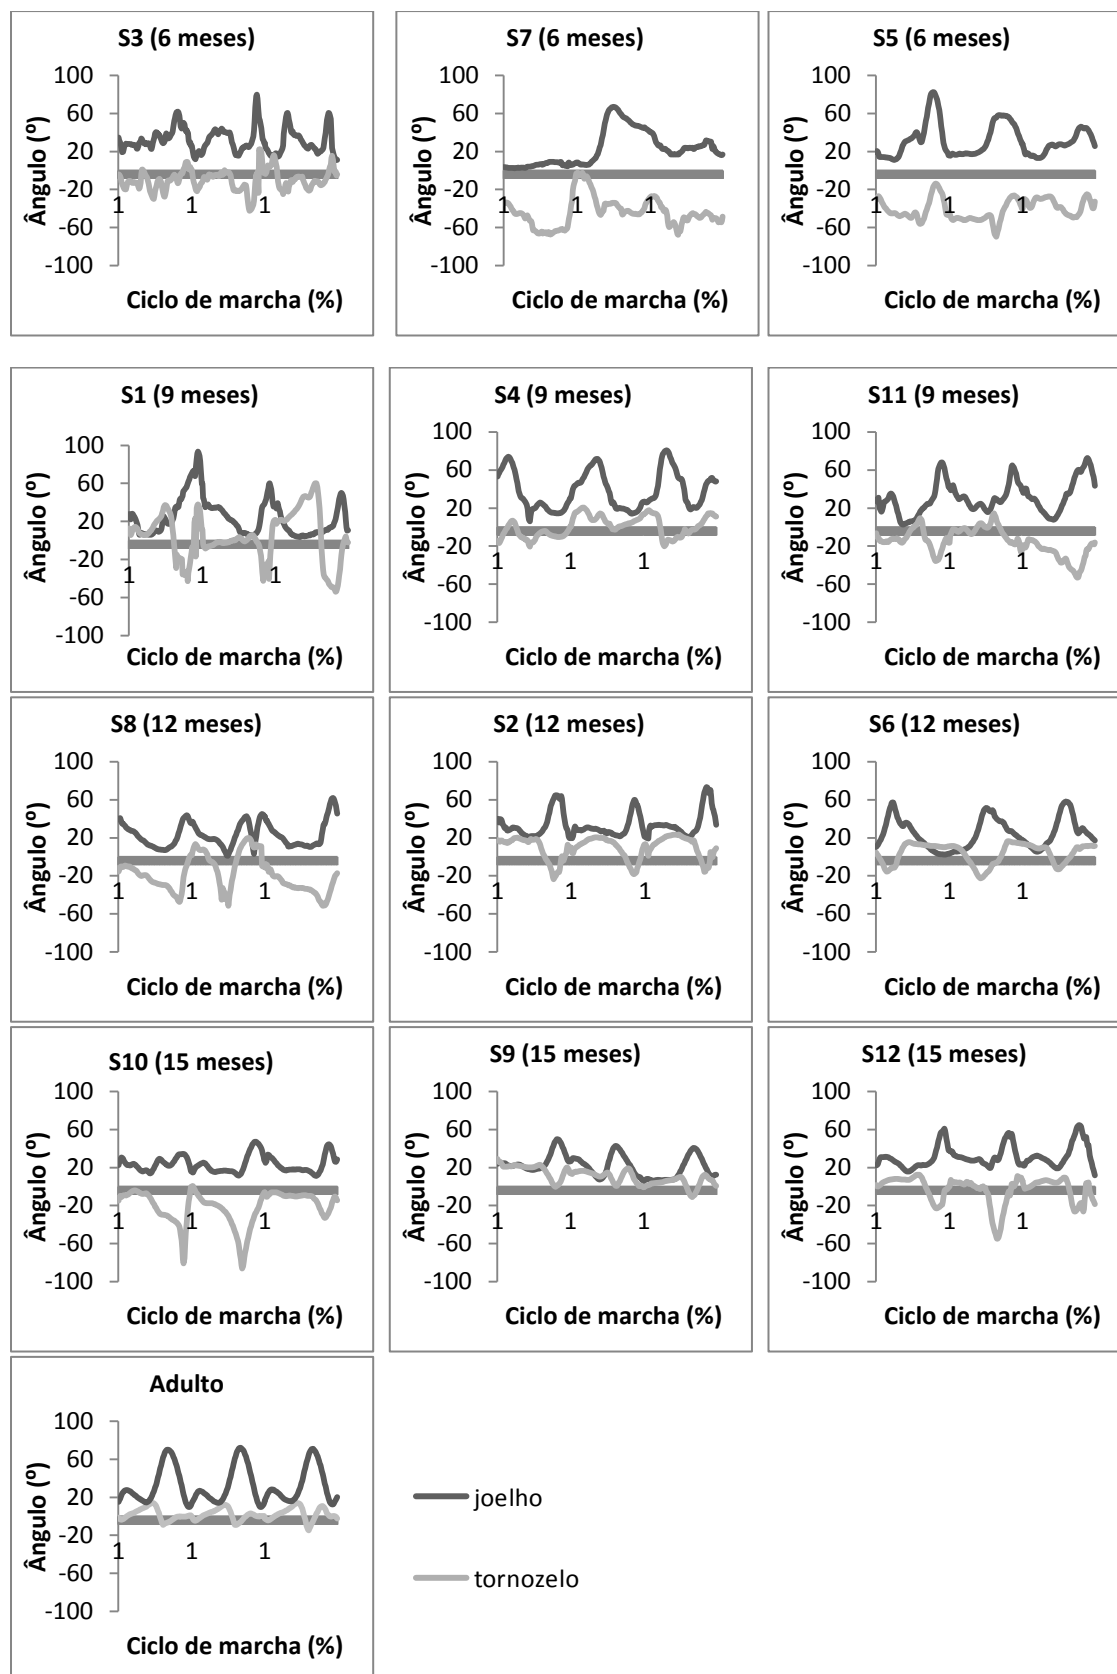 S3 (6 meses)
100
60
20
-20
-60
-100
1 1 1
Ângulo (º)
Ciclo de marcha (%)
S7 (6 meses)
100
60
20
-20
-60
-100
1 1 1
Ângulo (º)
Ciclo de marcha (%)
S5 (6 meses)
100
60
20
-20
-60
-100
1 1 1
Ângulo (º)
Ciclo de marcha (%)
S1 (9 meses)
100
60
20
-20
-60
-100
1 1 1
Ângulo (º)
Ciclo de marcha (%)
S4 (9 meses)
100
60
20
-20
-60
-100
1 1 1
Ângulo (º)
Ciclo de marcha (%)
S11 (9 meses)
100
60
20
-20
-60
-100
1 1 1
Ângulo (º)
Ciclo de marcha (%)
S8 (12 meses)
100
60
20
-20
-60
-100
1 1 1
Ângulo (º)
Ciclo de marcha (%)
S2 (12 meses)
100
60
20
-20
-60
-100
1 1 1
Ângulo (º)
Ciclo de marcha (%)
S6 (12 meses)
100
60
20
-20
-60
-100
1 1 1
Ângulo (º)
Ciclo de marcha (%)
S10 (15 meses)
100
60
20
-20
-60
-100
1 1 1
Ângulo (º)
Ciclo de marcha (%)
S9 (15 meses)
100
60
20
-20
-60
-100
1 1 1
Ângulo (º)
Ciclo de marcha (%)
S12 (15 meses)
100
60
20
-20
-60
-100
1 1 1
Ângulo (º)
Ciclo de marcha (%)
Adulto
100
60
20
-20
-60
-100
1 1 1
Ângulo (º)
Ciclo de marcha (%)
joelho
tornozelo